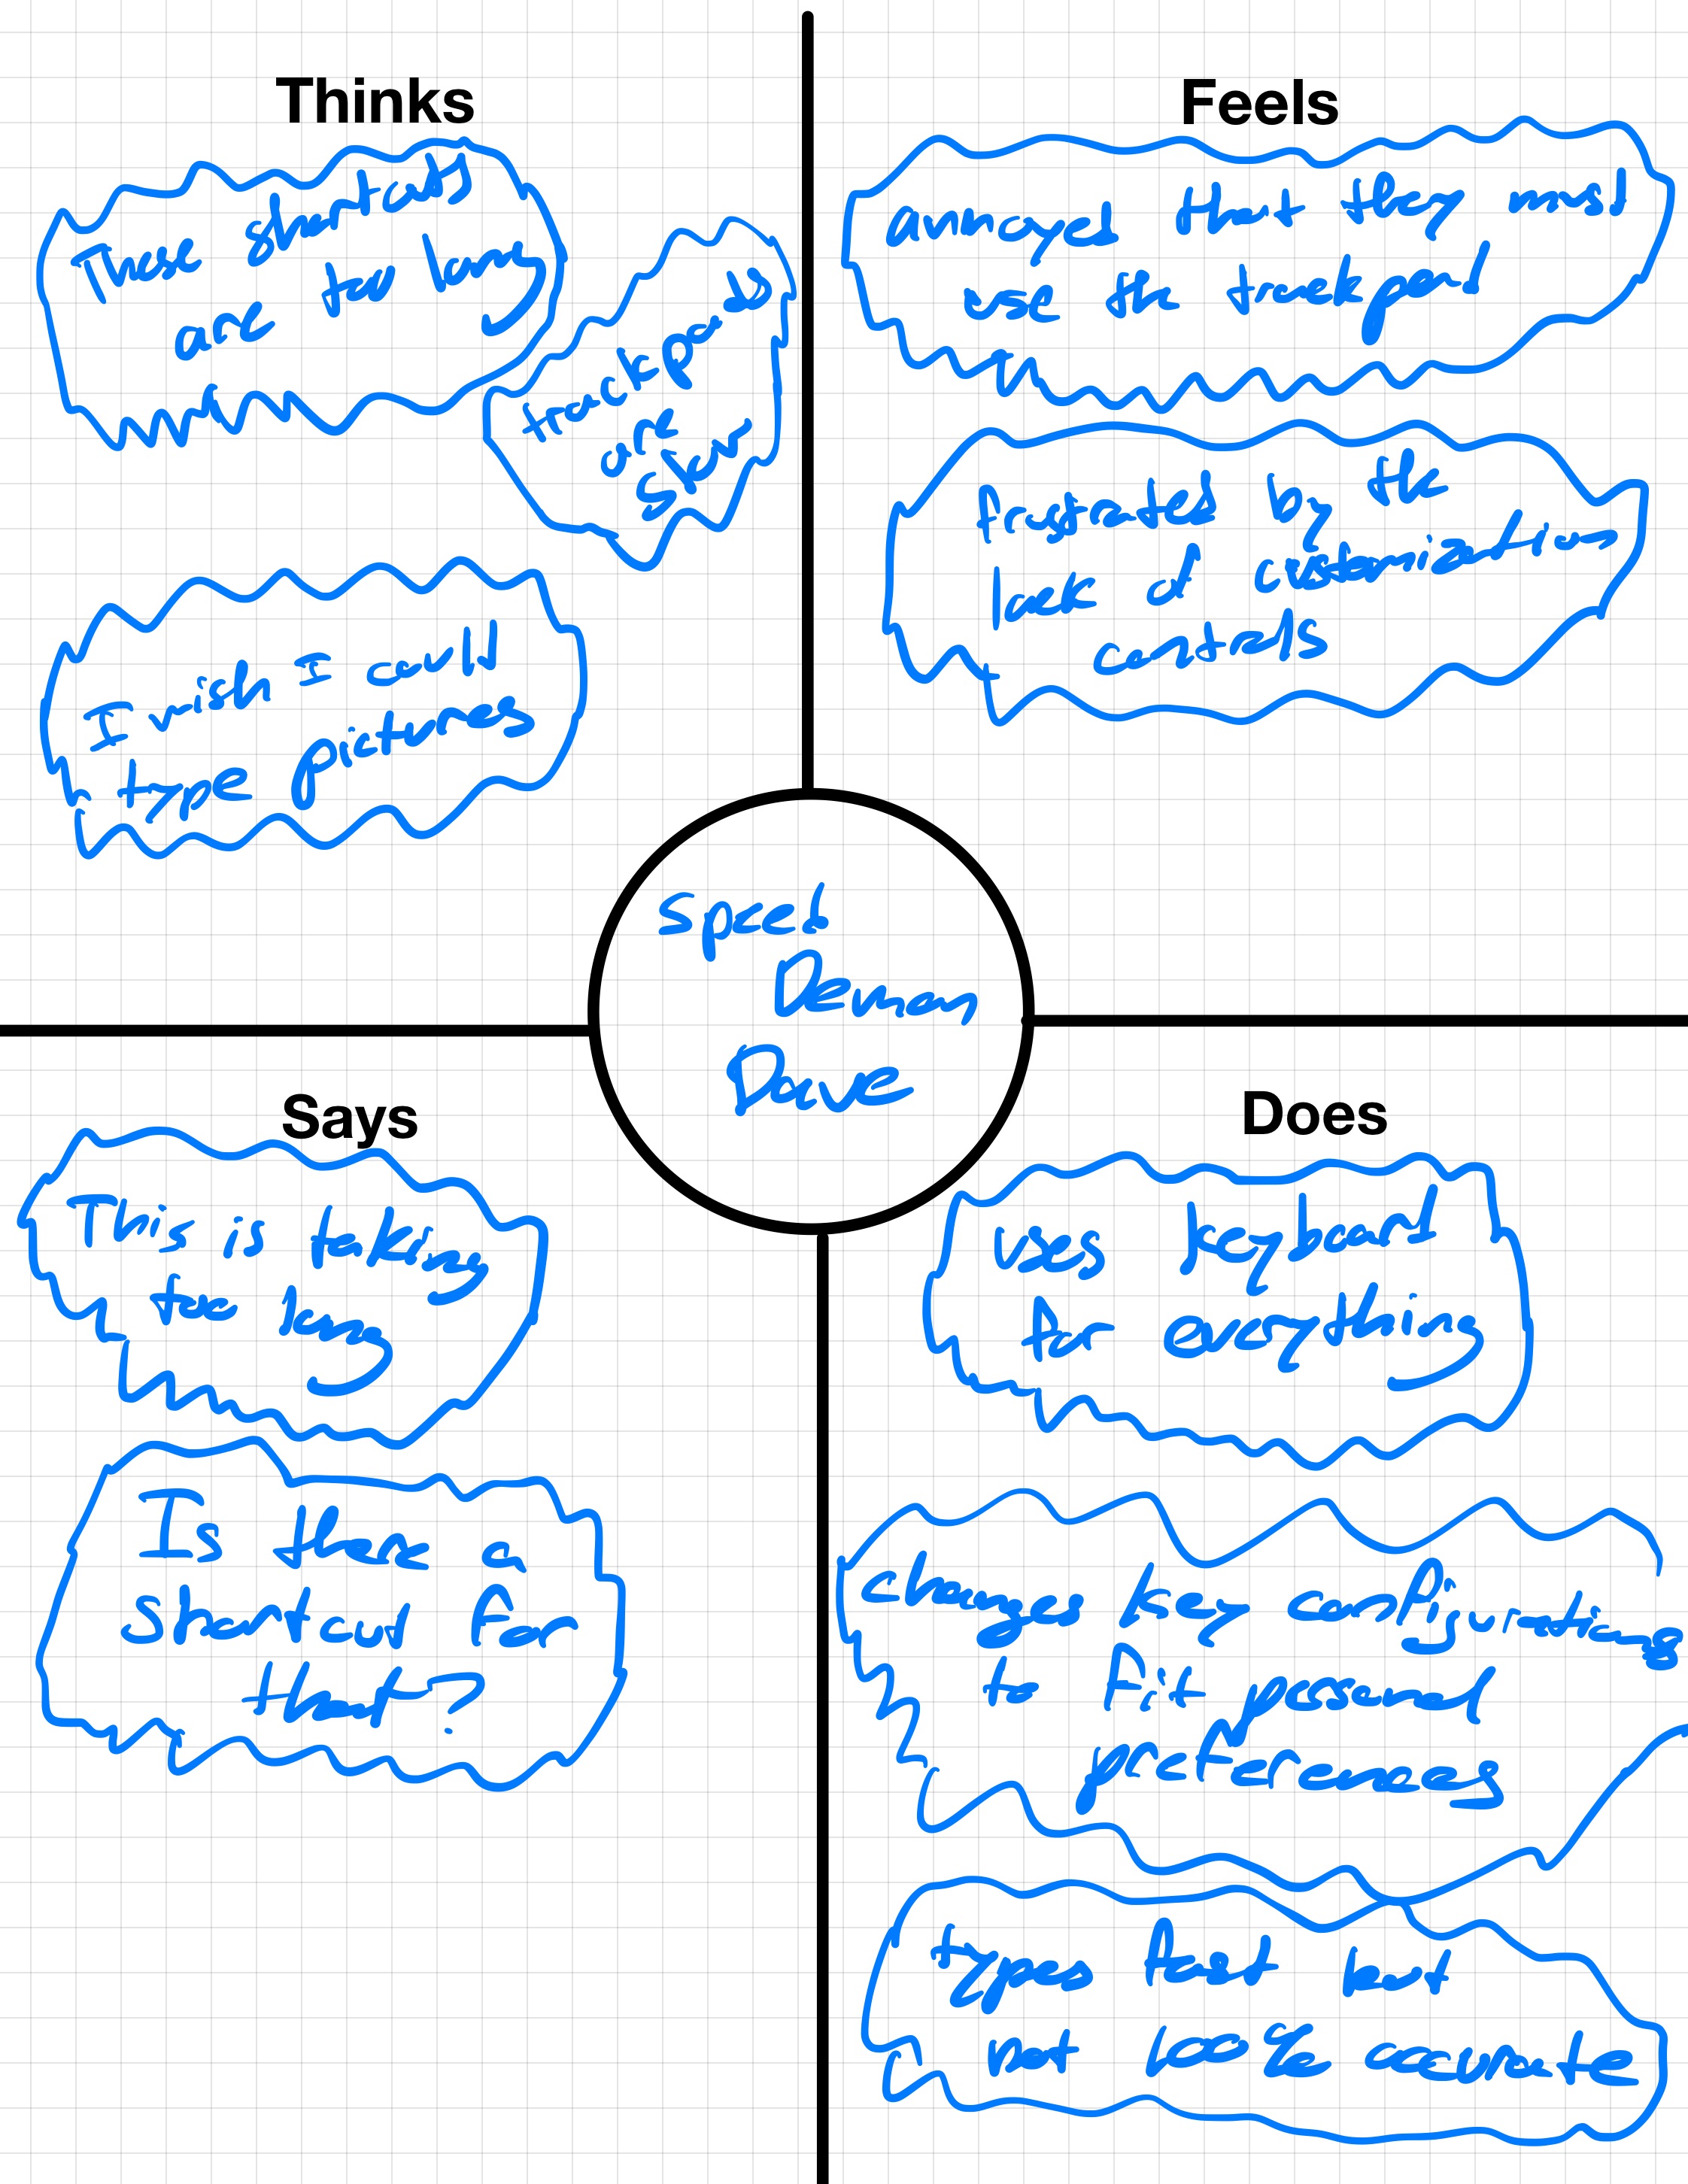 Thinks
These shortcuts
are too long
trackpads
are
slow
I wish I could
type pictures
Feels
annoyed that they must
use the trackpad
frustrated by the
lack of customization
controls
Speed
Demon
Dave
Says
This is taking
too long
Is there a
shortcut for
that?
Does
uses keyboard
for everything
changes key configurations
to fit personal
preferences
types fast but
not 100% accurate